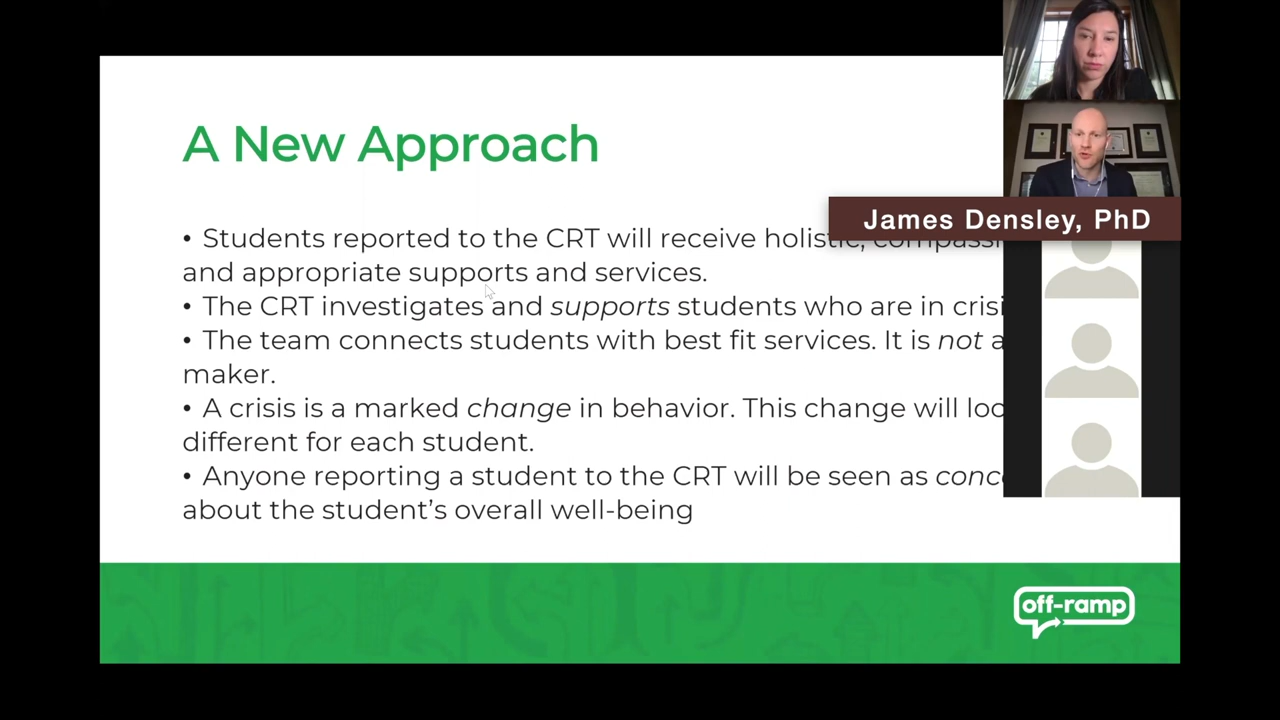 A New Approach
James Densley, PhD
• Students reported to the CRT will receive holistic,
and appropriate supports and services.
• The CRT investigates and supports students who are in
• The team connects students with best fit services. It is not a
maker.
• A crisis is a marked change in behavior. This change will
different for each student.
• Anyone reporting a student to the CRT will be seen as
about the student’s overall well-being
off-ramp